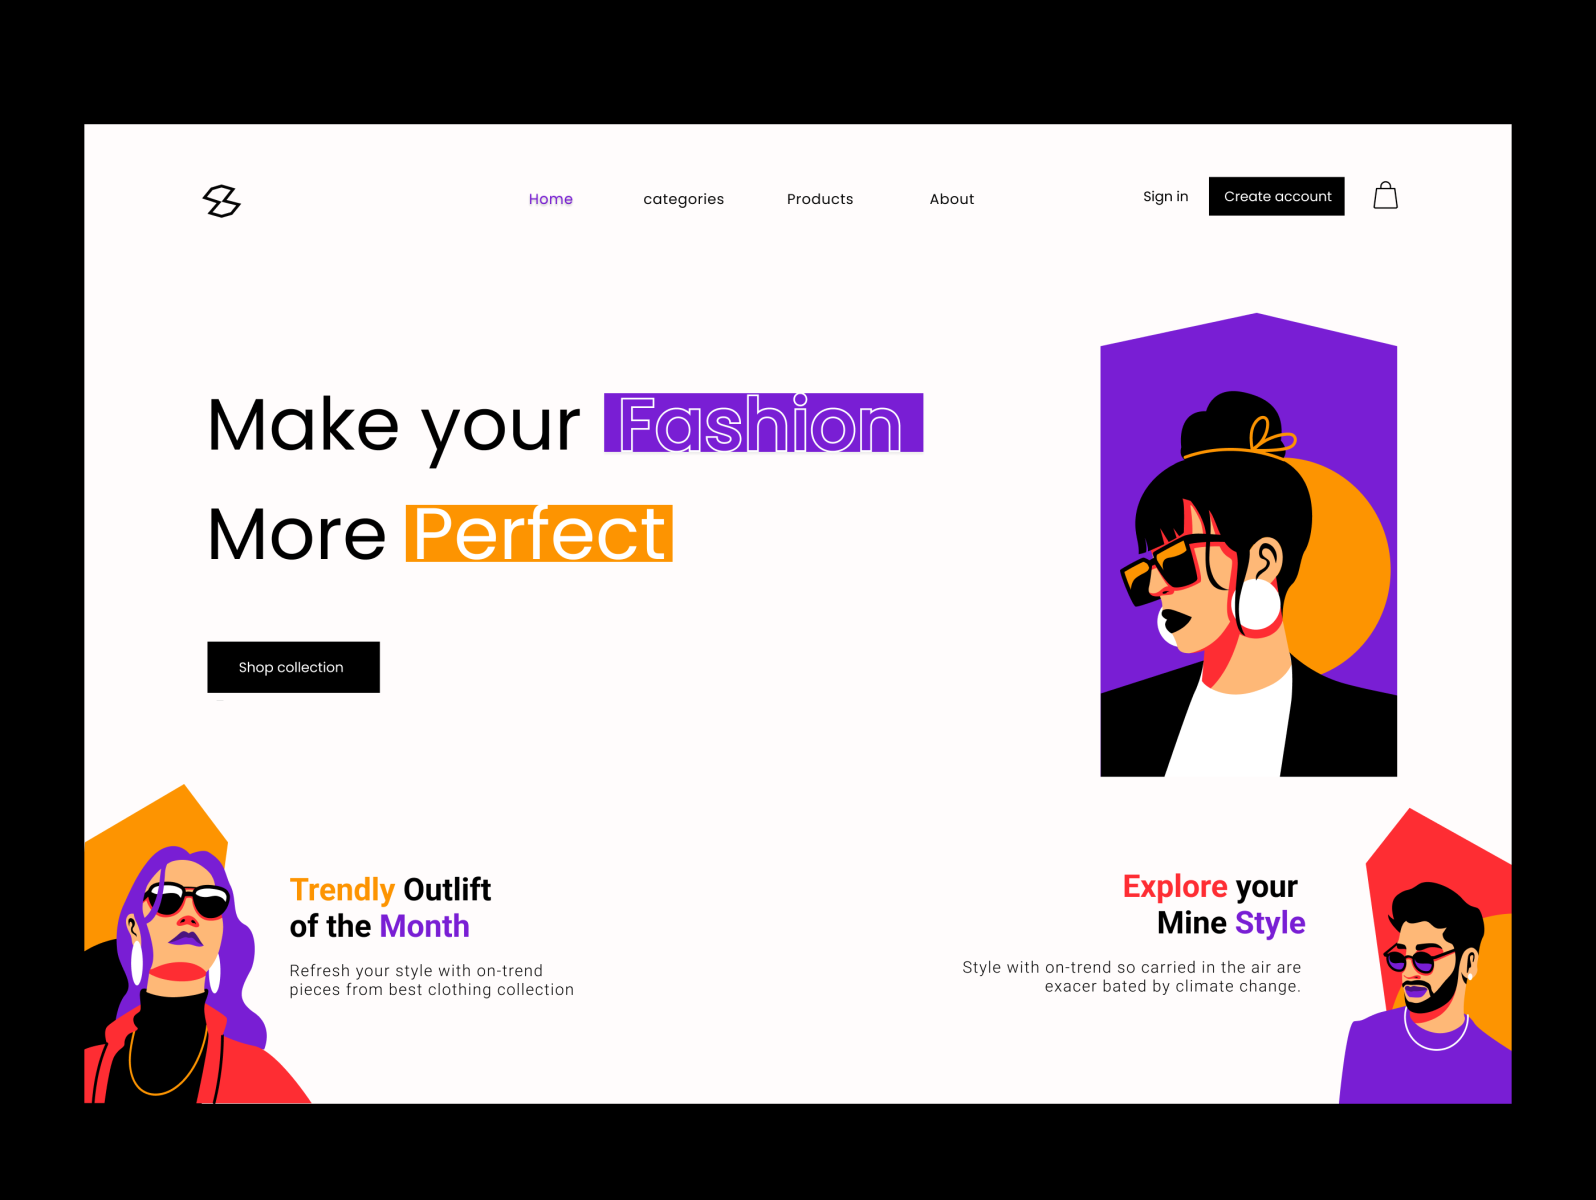 Home categories Products About Sign in Create account
Make your Fashion
More Perfect
Shop collection
Trendly Outlift
of the Month
Refresh your style with on-trend
pieces from best clothing collection
Explore your
Mine Style
Style with on-trend so carried in the air are
exacer bated by climate change.